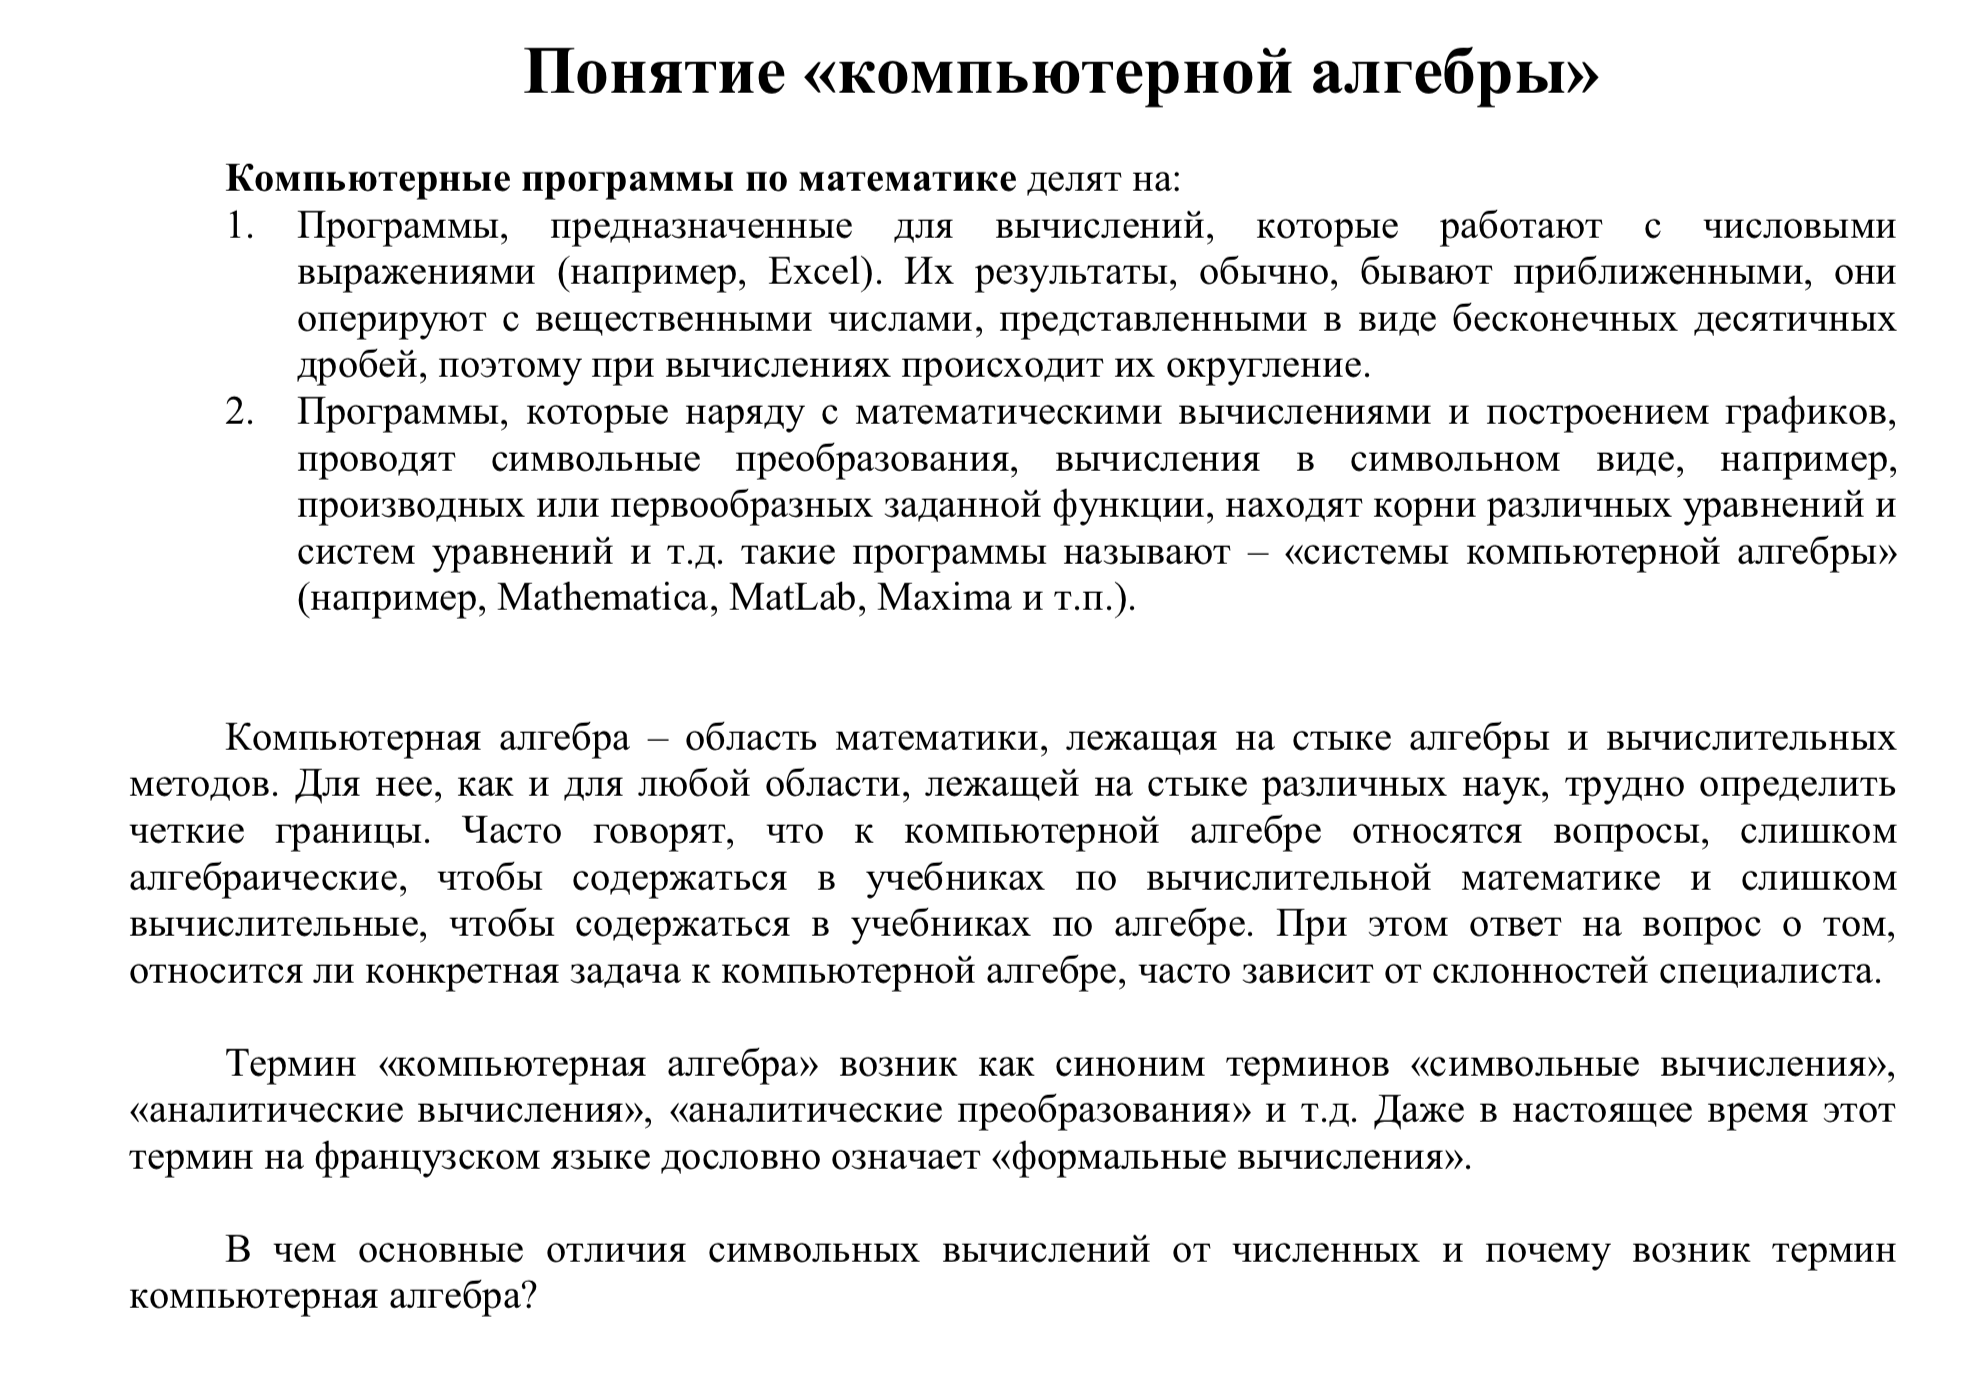 Понятие «компьютерной алгебры»
Компьютерные программы по математике делят на:
1. Программы, предназначенные для вычислений, которые работают с числовыми
выражениями (например, Excel). Их результаты, обычно, бывают приближенными, они
оперируют с вещественными числами, представленными в виде бесконечных десятичных
дробей, поэтому при вычислениях происходит их округление.
2. Программы, которые наряду с математическими вычислениями и построением графиков,
проводят символьные преобразования, вычисления в символьном виде, например,
производных или первообразных заданной функции, находят корни различных уравнений и
систем уравнений и т.д. такие программы называют – «системы компьютерной алгебры»
(например, Mathematica, MatLab, Maxima и т.п.).
Компьютерная алгебра – область математики, лежащая на стыке алгебры и вычислительных
методов. Для нее, как и для любой области, лежащей на стыке различных наук, трудно определить
четкие границы. Часто говорят, что к компьютерной алгебре относятся вопросы, слишком
алгебраические, чтобы содержаться в учебниках по вычислительной математике и слишком
вычислительные, чтобы содержаться в учебниках по алгебре. При этом ответ на вопрос о том,
относится ли конкретная задача к компьютерной алгебре, часто зависит от склонностей специалиста.
Термин «компьютерная алгебра» возник как синоним терминов «символьные вычисления»,
«аналитические вычисления», «аналитические преобразования» и т.д. Даже в настоящее время этот
термин на французском языке дословно означает «формальные вычисления».
В чем основные отличия символьных вычислений от численных и почему возник термин
компьютерная алгебра?